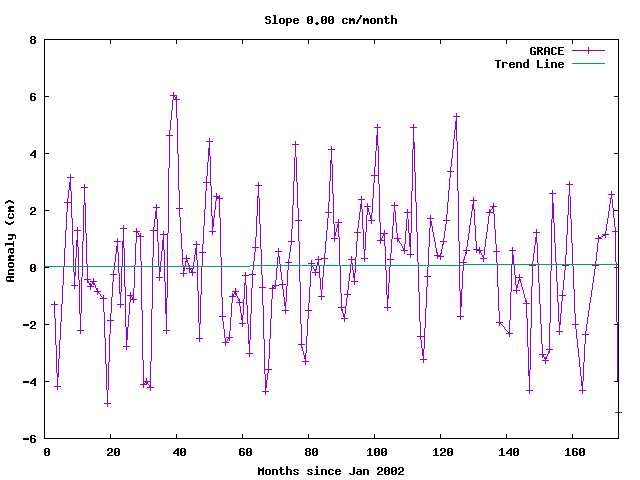 Slope 0.00 cm/month
GRACE
Trend Line
8
6
4
2
0
-2
-4
-6
Anomaly (cm)
0 20 40 60 80 100 120 140 160
Months since Jan 2002